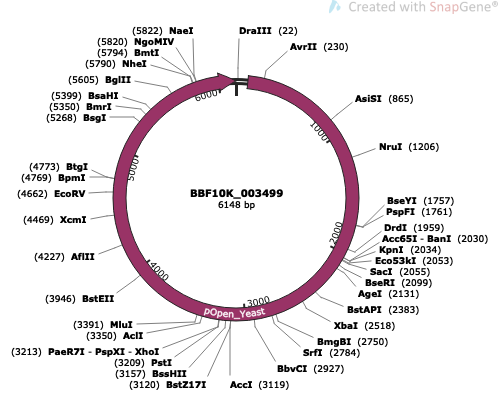 Created with SnapGene®
(5822) NaeI
(5820) NgoMIV
(5794) BmtI
(5790) NheI
(5605) BglII
(5399) BsaHI
(5350) BmrI
(5268) BsgI
(4773) BtgI
(4769) BpmI
(4662) EcoRV
(4469) XcmI
(4227) AflII
(3946) BstEII
(3391) MluI
(3350) AclI
(3213) PaeR7I - PspXI - XhoI
(3209) PstI
(3157) BssHII
(3120) BstZ17I
DraIII (22)
AvrII (230)
AsiSI (865)
NruI (1206)
BseYI (1757)
PspFI (1761)
DrdI (1959)
Acc65I - BanI (2030)
KpnI (2034)
Eco53kI (2053)
SacI (2055)
BseRI (2099)
AgeI (2131)
BstAPI (2383)
XbaI (2518)
BmgBI (2750)
SrfI (2784)
BbvCI (2927)
AccI (3119)
1000
2000
3000
4000
5000
6000
BBF10K_003499
6148 bp
pOpen_Yeast